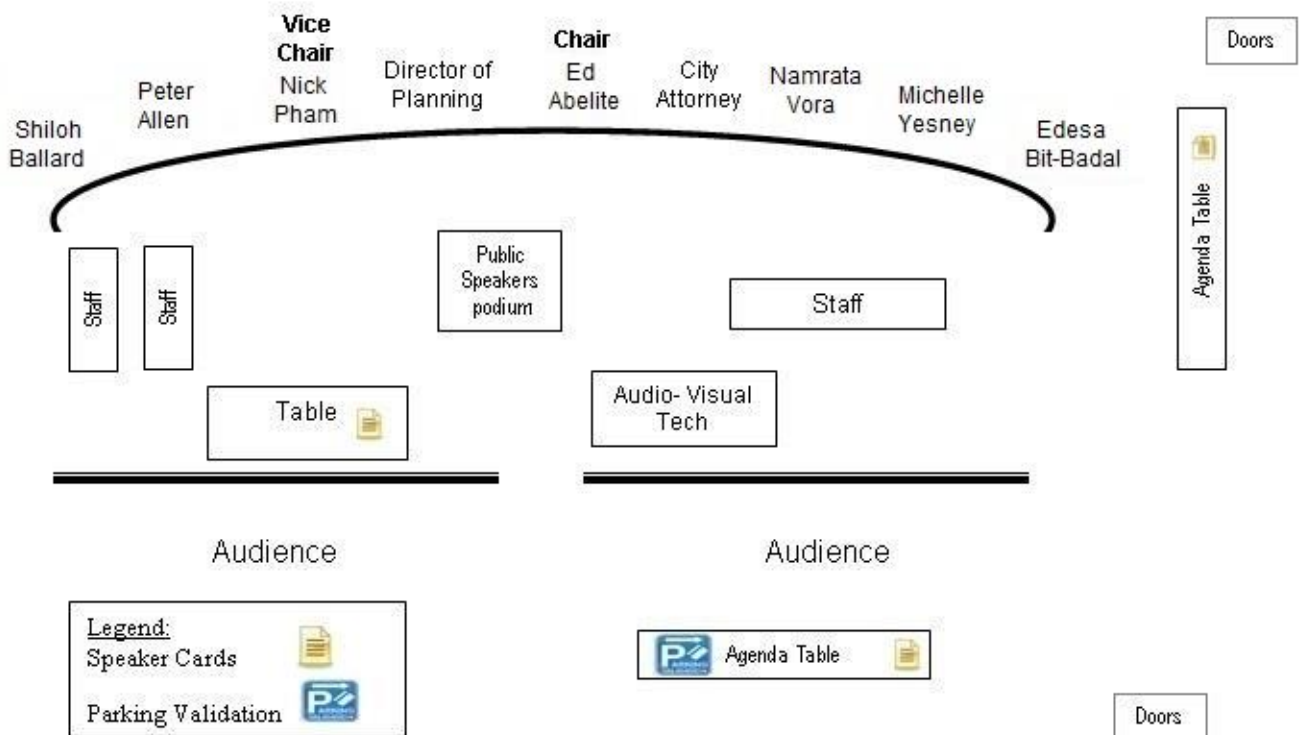 Vice
Chair
Nick
Pham
Chair
Ed
Abelite
Director of
Planning
City
Attorney
Namrata
Vora
Peter
Allen
Michelle
Yesney
Shiloh
Ballard
Edesa
Bit-Badal
Doors
Agenda Table
Staff
Staff
Public
Speakers
podium
Staff
Table
Audio- Visual
Tech
Audience
Audience
Legend:
Speaker Cards
Parking Validation
P
Agenda Table
P
Doors